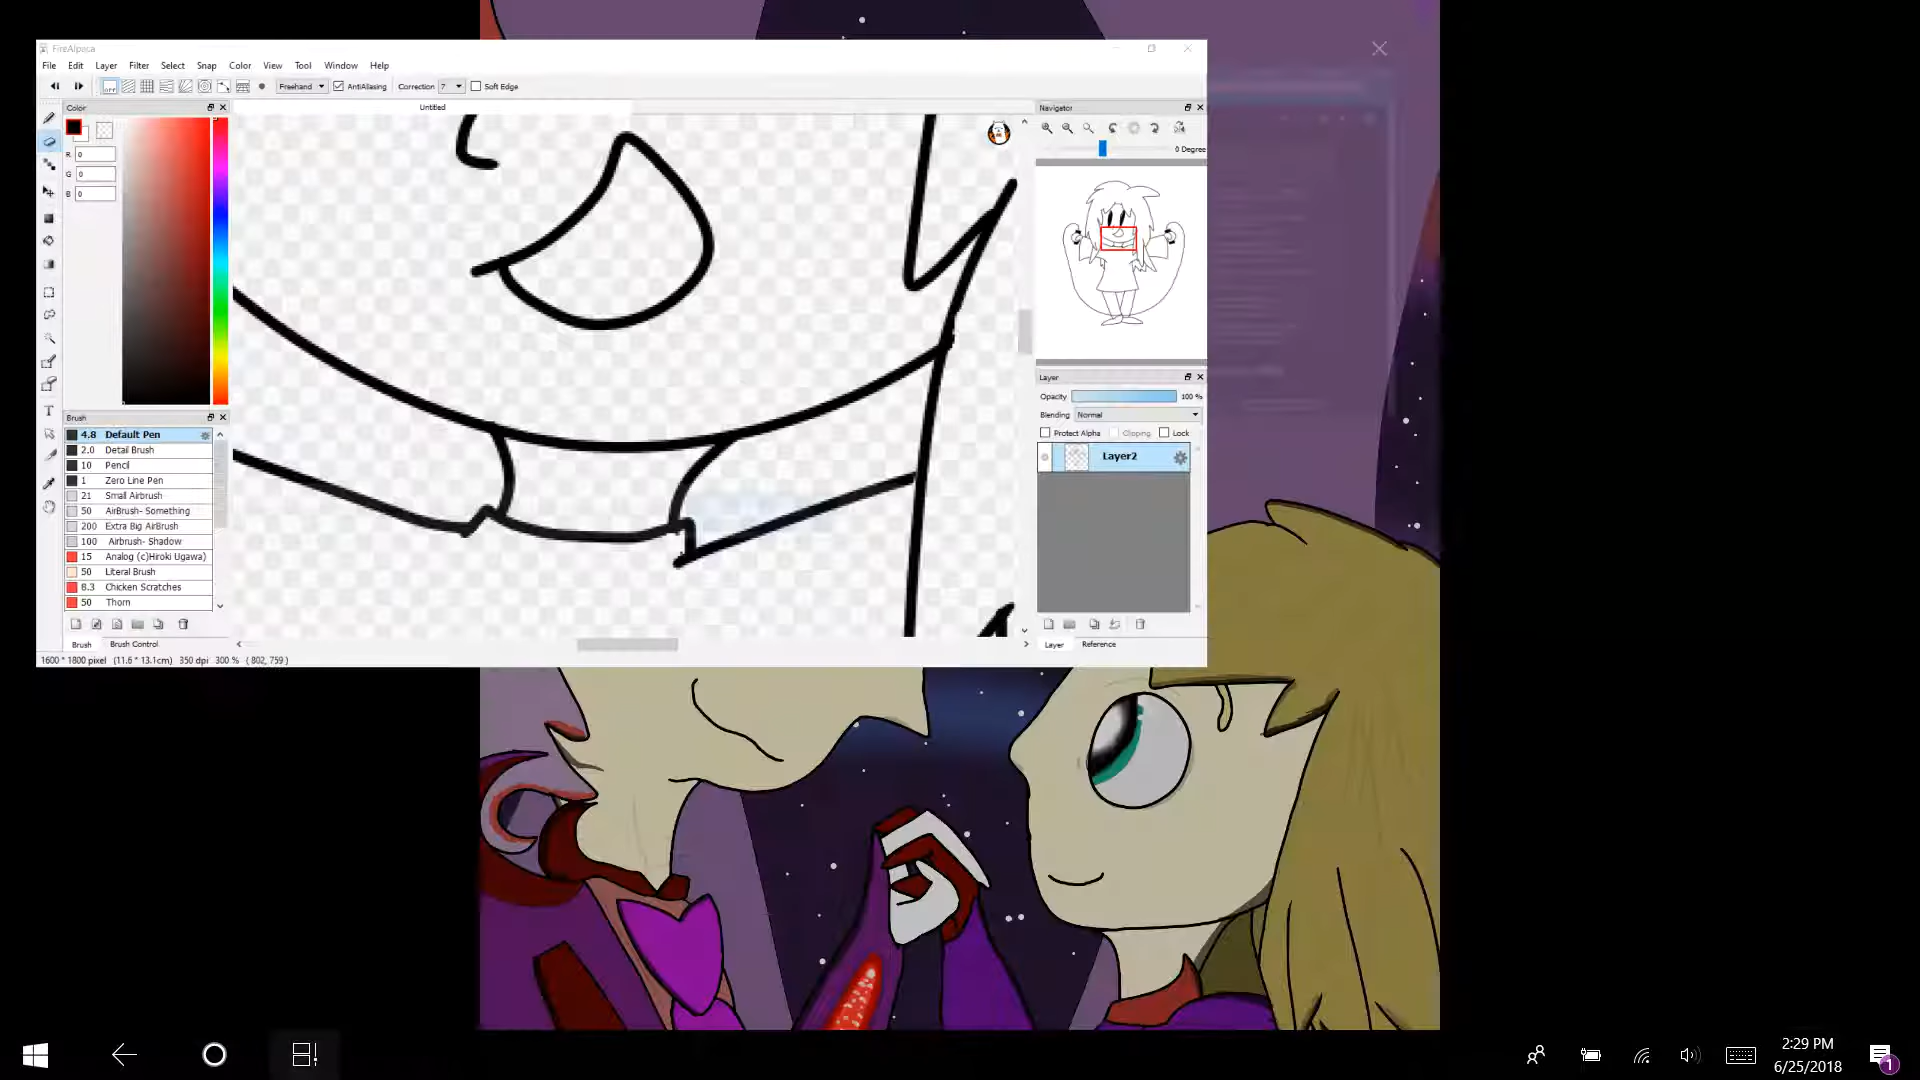 FireAlpaca
File Edit Layer Filter Select Snap Color View Tool Window Help
OFF Freehand AntiAliasing Correction 7 Soft Edge
Color
R 0
G 0
B 0
Brush
4.8 Default Pen
2.0 Detail Brush
10 Pencil
1 Zero Line Pen
21 Small Airbrush
50 AirBrush- Something
200 Extra Big AirBrush
100 Airbrush- Shadow
15 Analog (c)Hiroki Ugawa)
50 Literal Brush
8.3 Chicken Scratches
50 Thorn
Brush Brush Control
1600 * 1800 pixel (11.6 * 13.1cm) 350 dpi 300 % ( 802, 759 )
Untitled
Navigator
0 Degree
Layer
Opacity 100 %
Blending Normal
Protect Alpha Clipping Lock
Layer2
Layer Reference
2:29 PM
6/25/2018
1